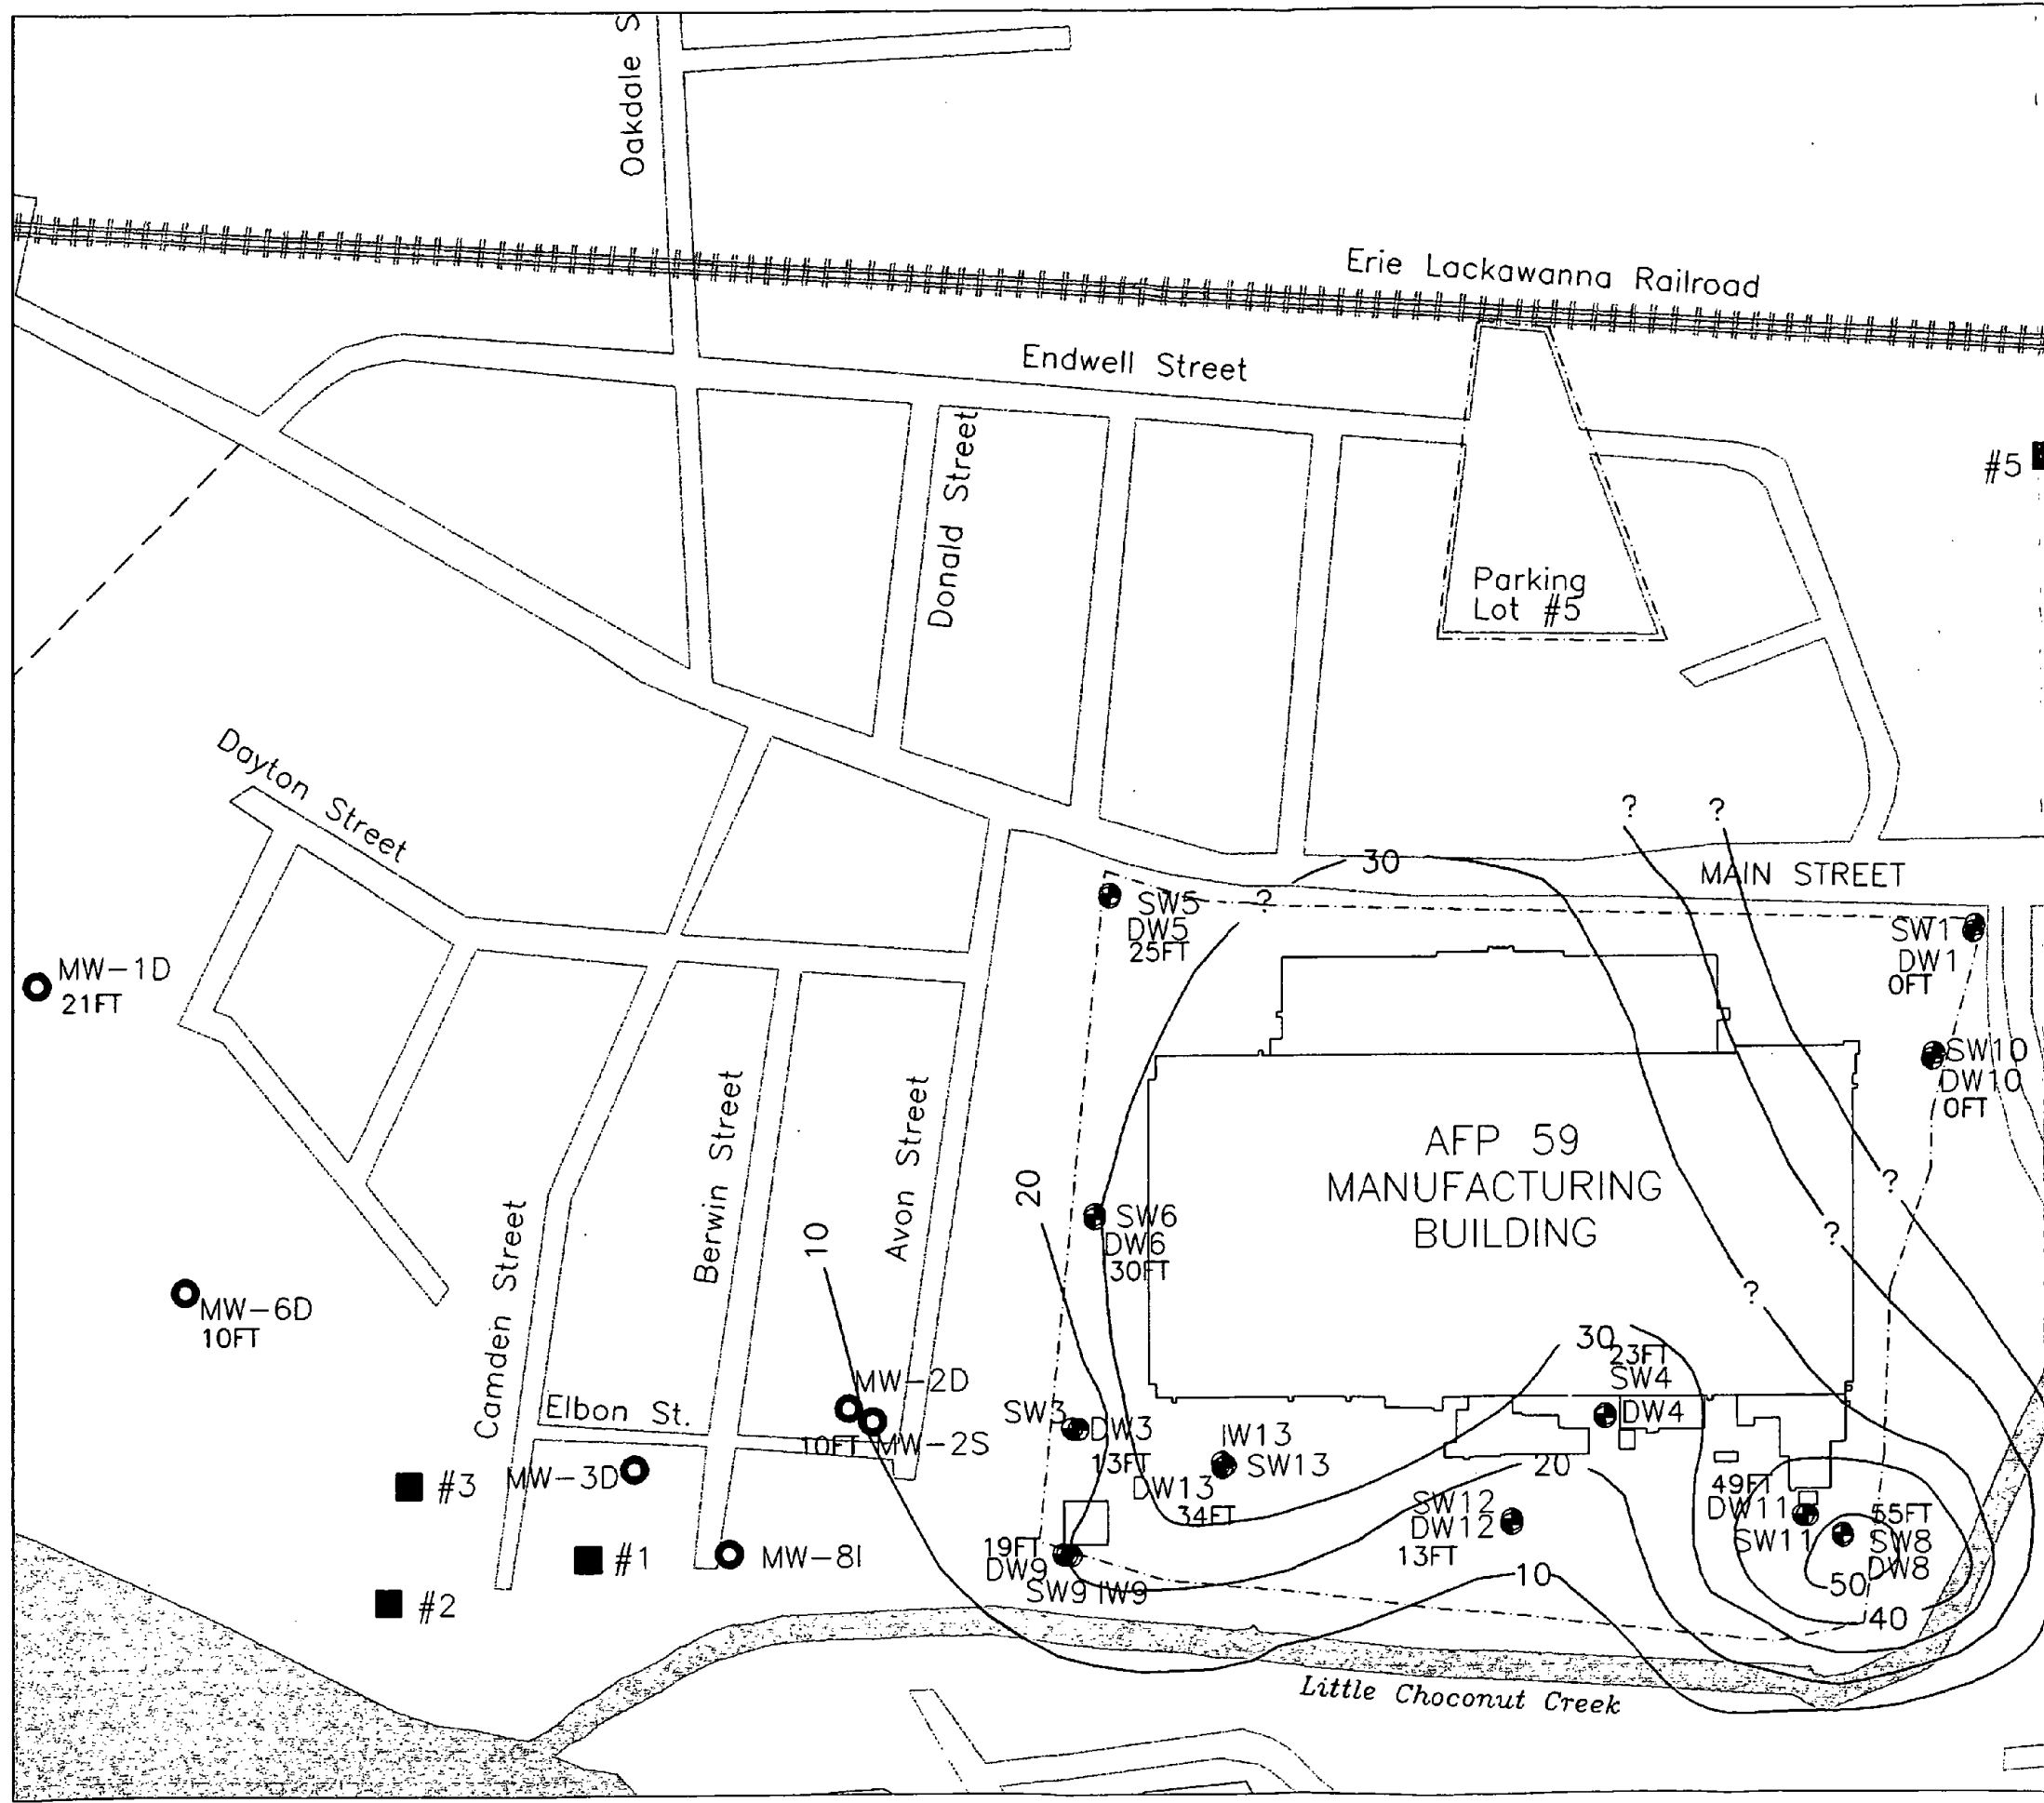 Oakdale S
Erie Lackawanna Railroad
Endwell Street
#5
Donald Street
Parking
Lot #5
Dayton Street
?
?
30
MAIN STREET
?
SW5
DW5
25FT
SW1
DW1
0FT
MW-1D
21FT
SW10
DW10
0FT
AFP 59
MANUFACTURING
BUILDING
Berwin Street
Avon Street
20
?
SW6
DW6
30FT
10
?
Camden Street
?
MW-6D
10FT
30
23FT
SW4
DW4
MW-2D
Elbon St.
10FT
MW-2S
SW3
DW3
13FT
IW13
SW13
DW13
34FT
20
#3
MW-3D
49FT
DW11
SW11
SW12
DW12
13FT
55FT
SW8
DW8
#1
MW-8I
19FT
DW9
SW9
IW9
10
50
40
#2
Little Choconut Creek